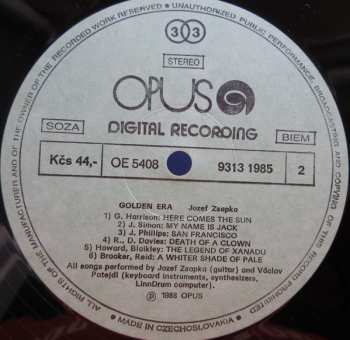 ALL RIGHTS OF THE MANUFACTURER AND OF THE OWNER OF THE RECORDED WORK RESERVED • UNAUTHORIZED PUBLIC PERFORMANCE, BROADCASTING AND COPYING OF THIS RECORD PROHIBITED
33
STEREO
OPUS
SOZA
DIGITAL RECORDING
BIEM
Kčs 44,-
OE 5408
9313 1985
2
GOLDEN ERA Jozef Zsapka
1) G. Harrison: HERE COMES THE SUN
2) J. Simon: MY NAME IS JACK
3) J. Phillips: SAN FRANCISCO
4) R., D. Davies: DEATH OF A CLOWN
5) Howard, Blaikley: THE LEGEND OF XANADU
6) Brooker, Reid: A WHITER SHADE OF PALE
All songs performed by Jozef Zsapka (guitar) and Václav
Patejdl (keyboard instruments, synthesizers,
LinnDrum computer).
Ⓟ 1988 OPUS
• MADE IN CZECHOSLOVAKIA •